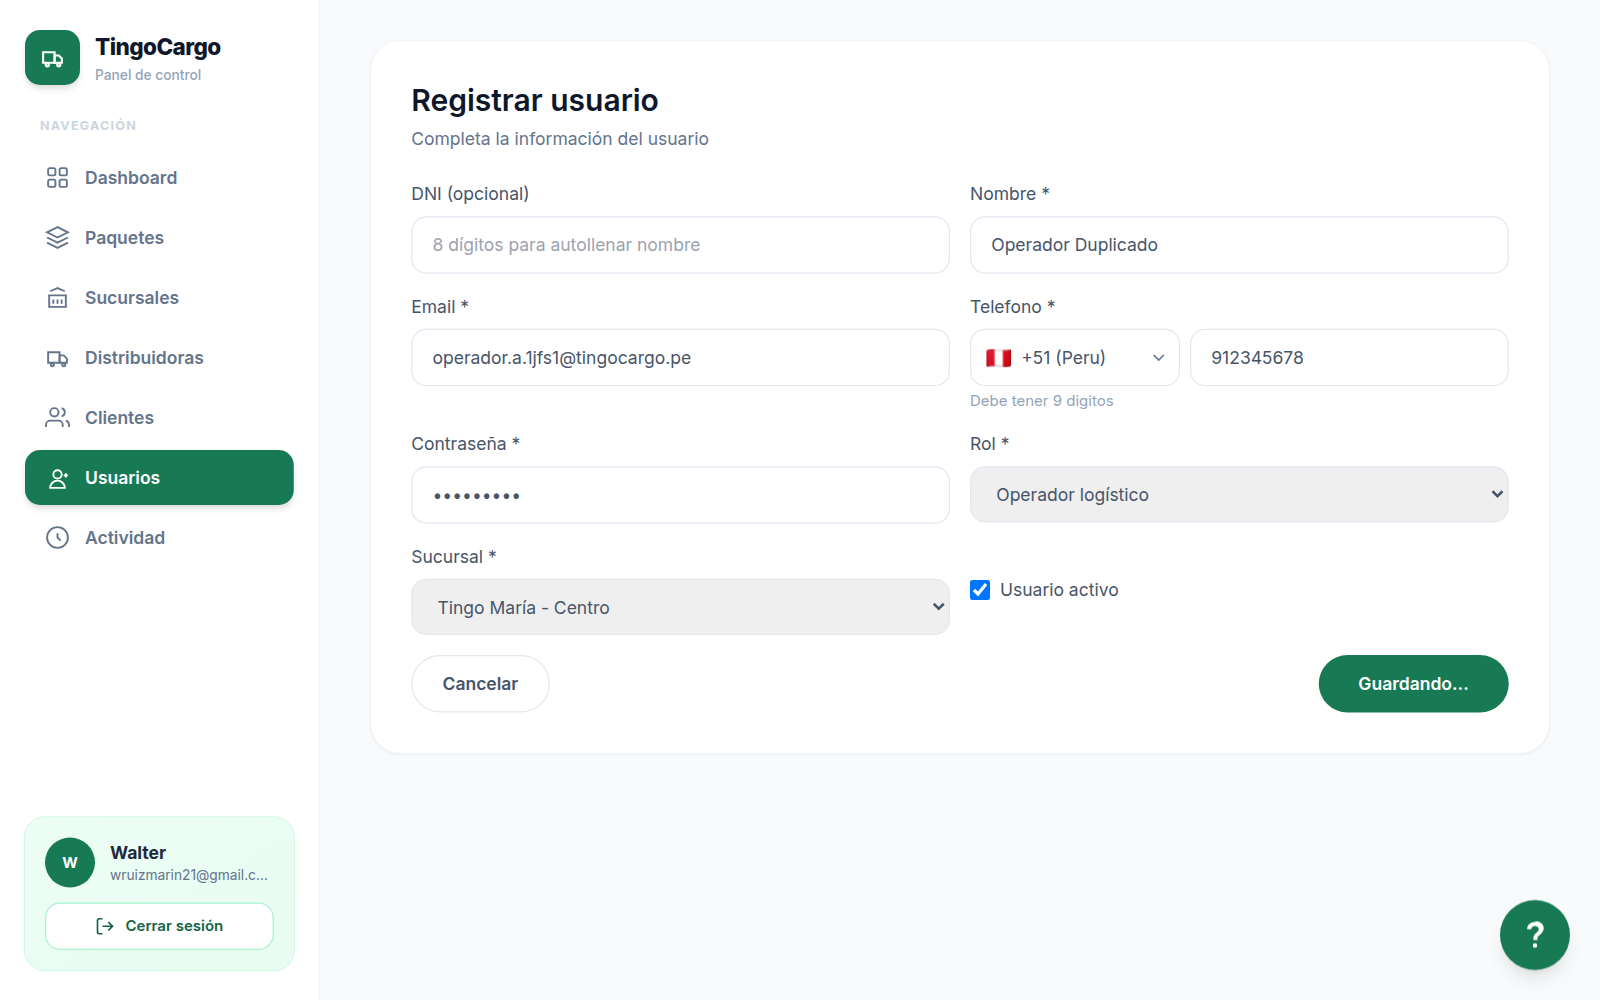 TingoCargo
Panel de control
NAVEGACIÓN
Dashboard
Paquetes
Sucursales
Distribuidoras
Clientes
Usuarios
Actividad
W
Walter
wruizmarin21@gmail.c...
Cerrar sesión
Registrar usuario
Completa la información del usuario
DNI (opcional)
8 dígitos para autollenar nombre
Nombre *
Operador Duplicado
Email *
operador.a.1jfs1@tingocargo.pe
Telefono *
+51 (Peru)
912345678
Debe tener 9 digitos
Contraseña *
•••••••••
Rol *
Operador logístico
Sucursal *
Tingo María - Centro
Usuario activo
Cancelar
Guardando...
?